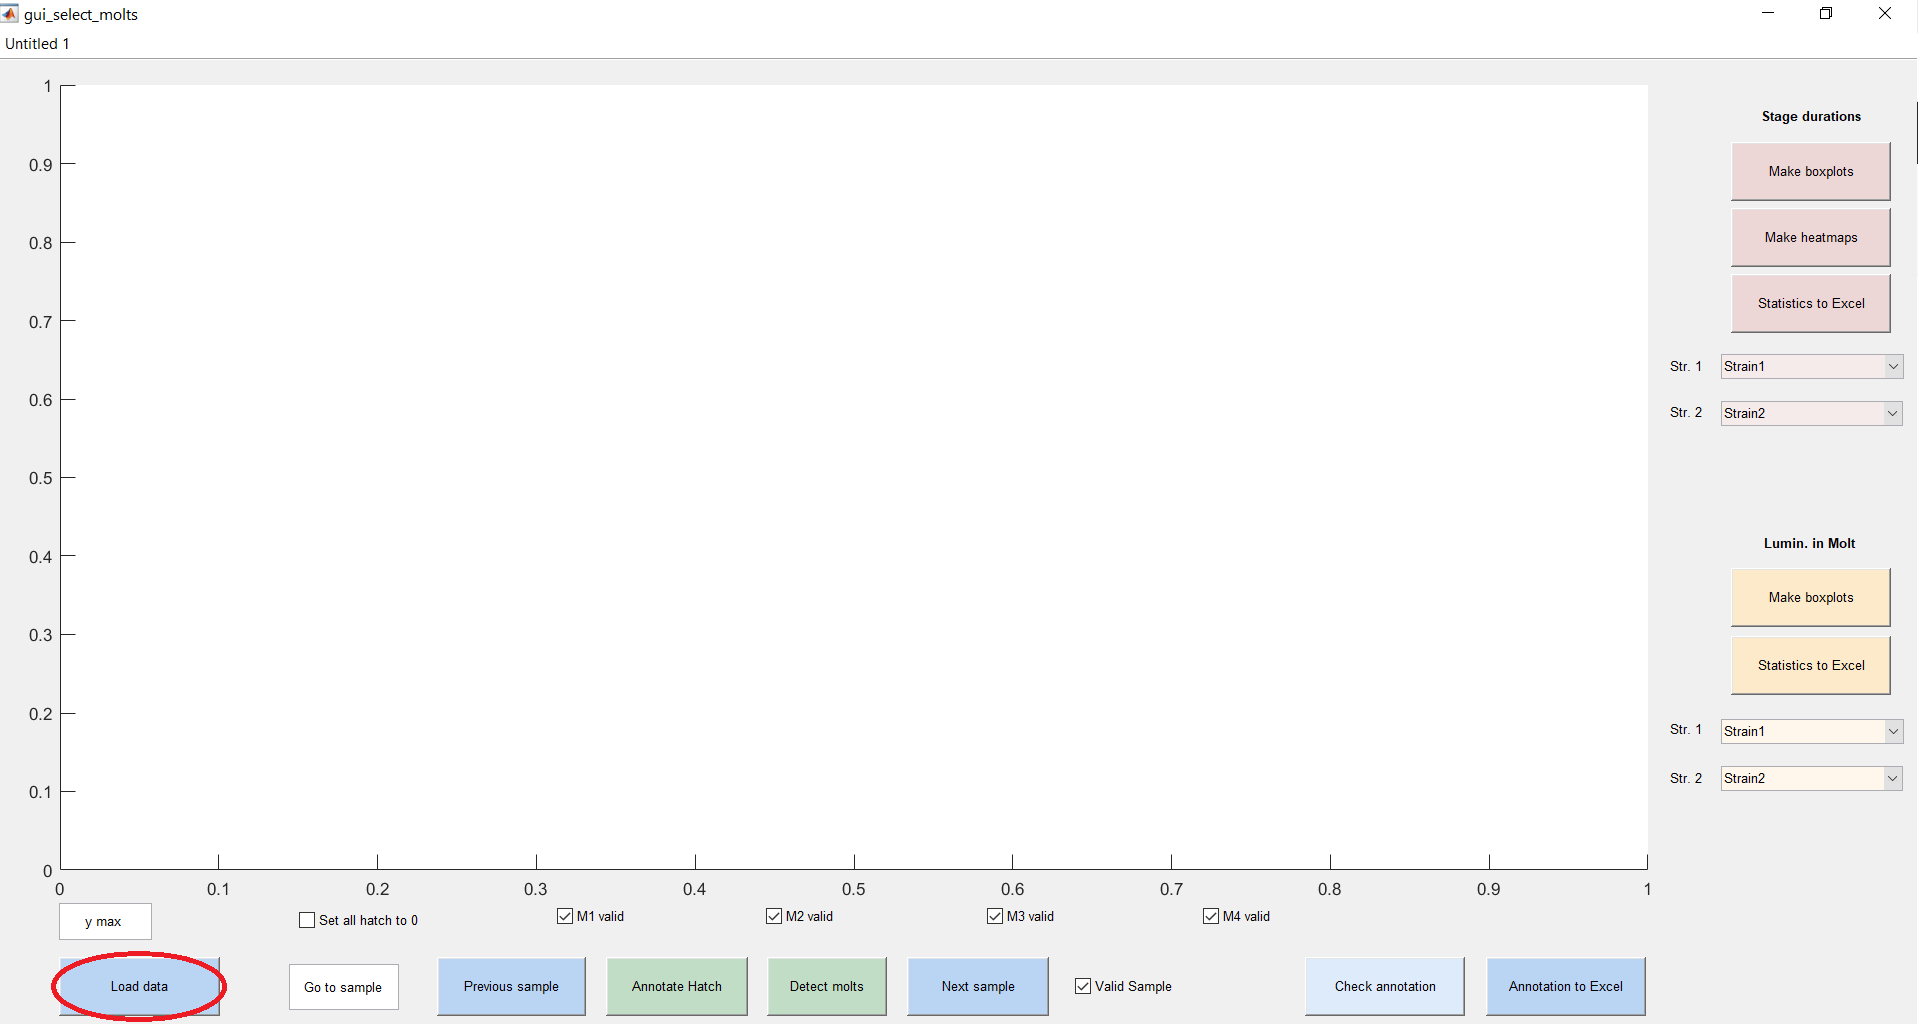 gui_select_molts
Untitled 1
1
0.9
0.8
0.7
0.6
0.5
0.4
0.3
0.2
0.1
0
0 0.1 0.2 0.3 0.4 0.5 0.6 0.7 0.8 0.9 1
Stage durations
Make boxplots
Make heatmaps
Statistics to Excel
Str. 1 Strain1
Str. 2 Strain2
Lumin. in Molt
Make boxplots
Statistics to Excel
Str. 1 Strain1
Str. 2 Strain2
y max Set all hatch to 0 M1 valid M2 valid M3 valid M4 valid
Load data Go to sample Previous sample Annotate Hatch Detect molts Next sample Valid Sample Check annotation Annotation to Excel